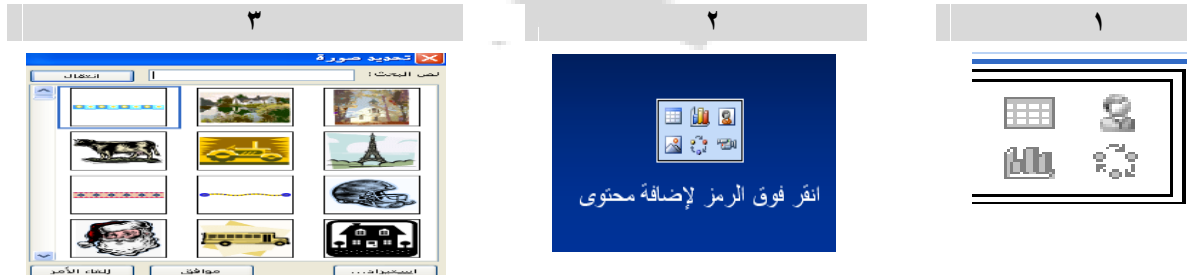 ١
٢
٣
انقر فوق الرمز لإضافة محتوى
تحديد صورة
نص البحث:
انتقال
استيراد...
موافق
إلغاء الأمر